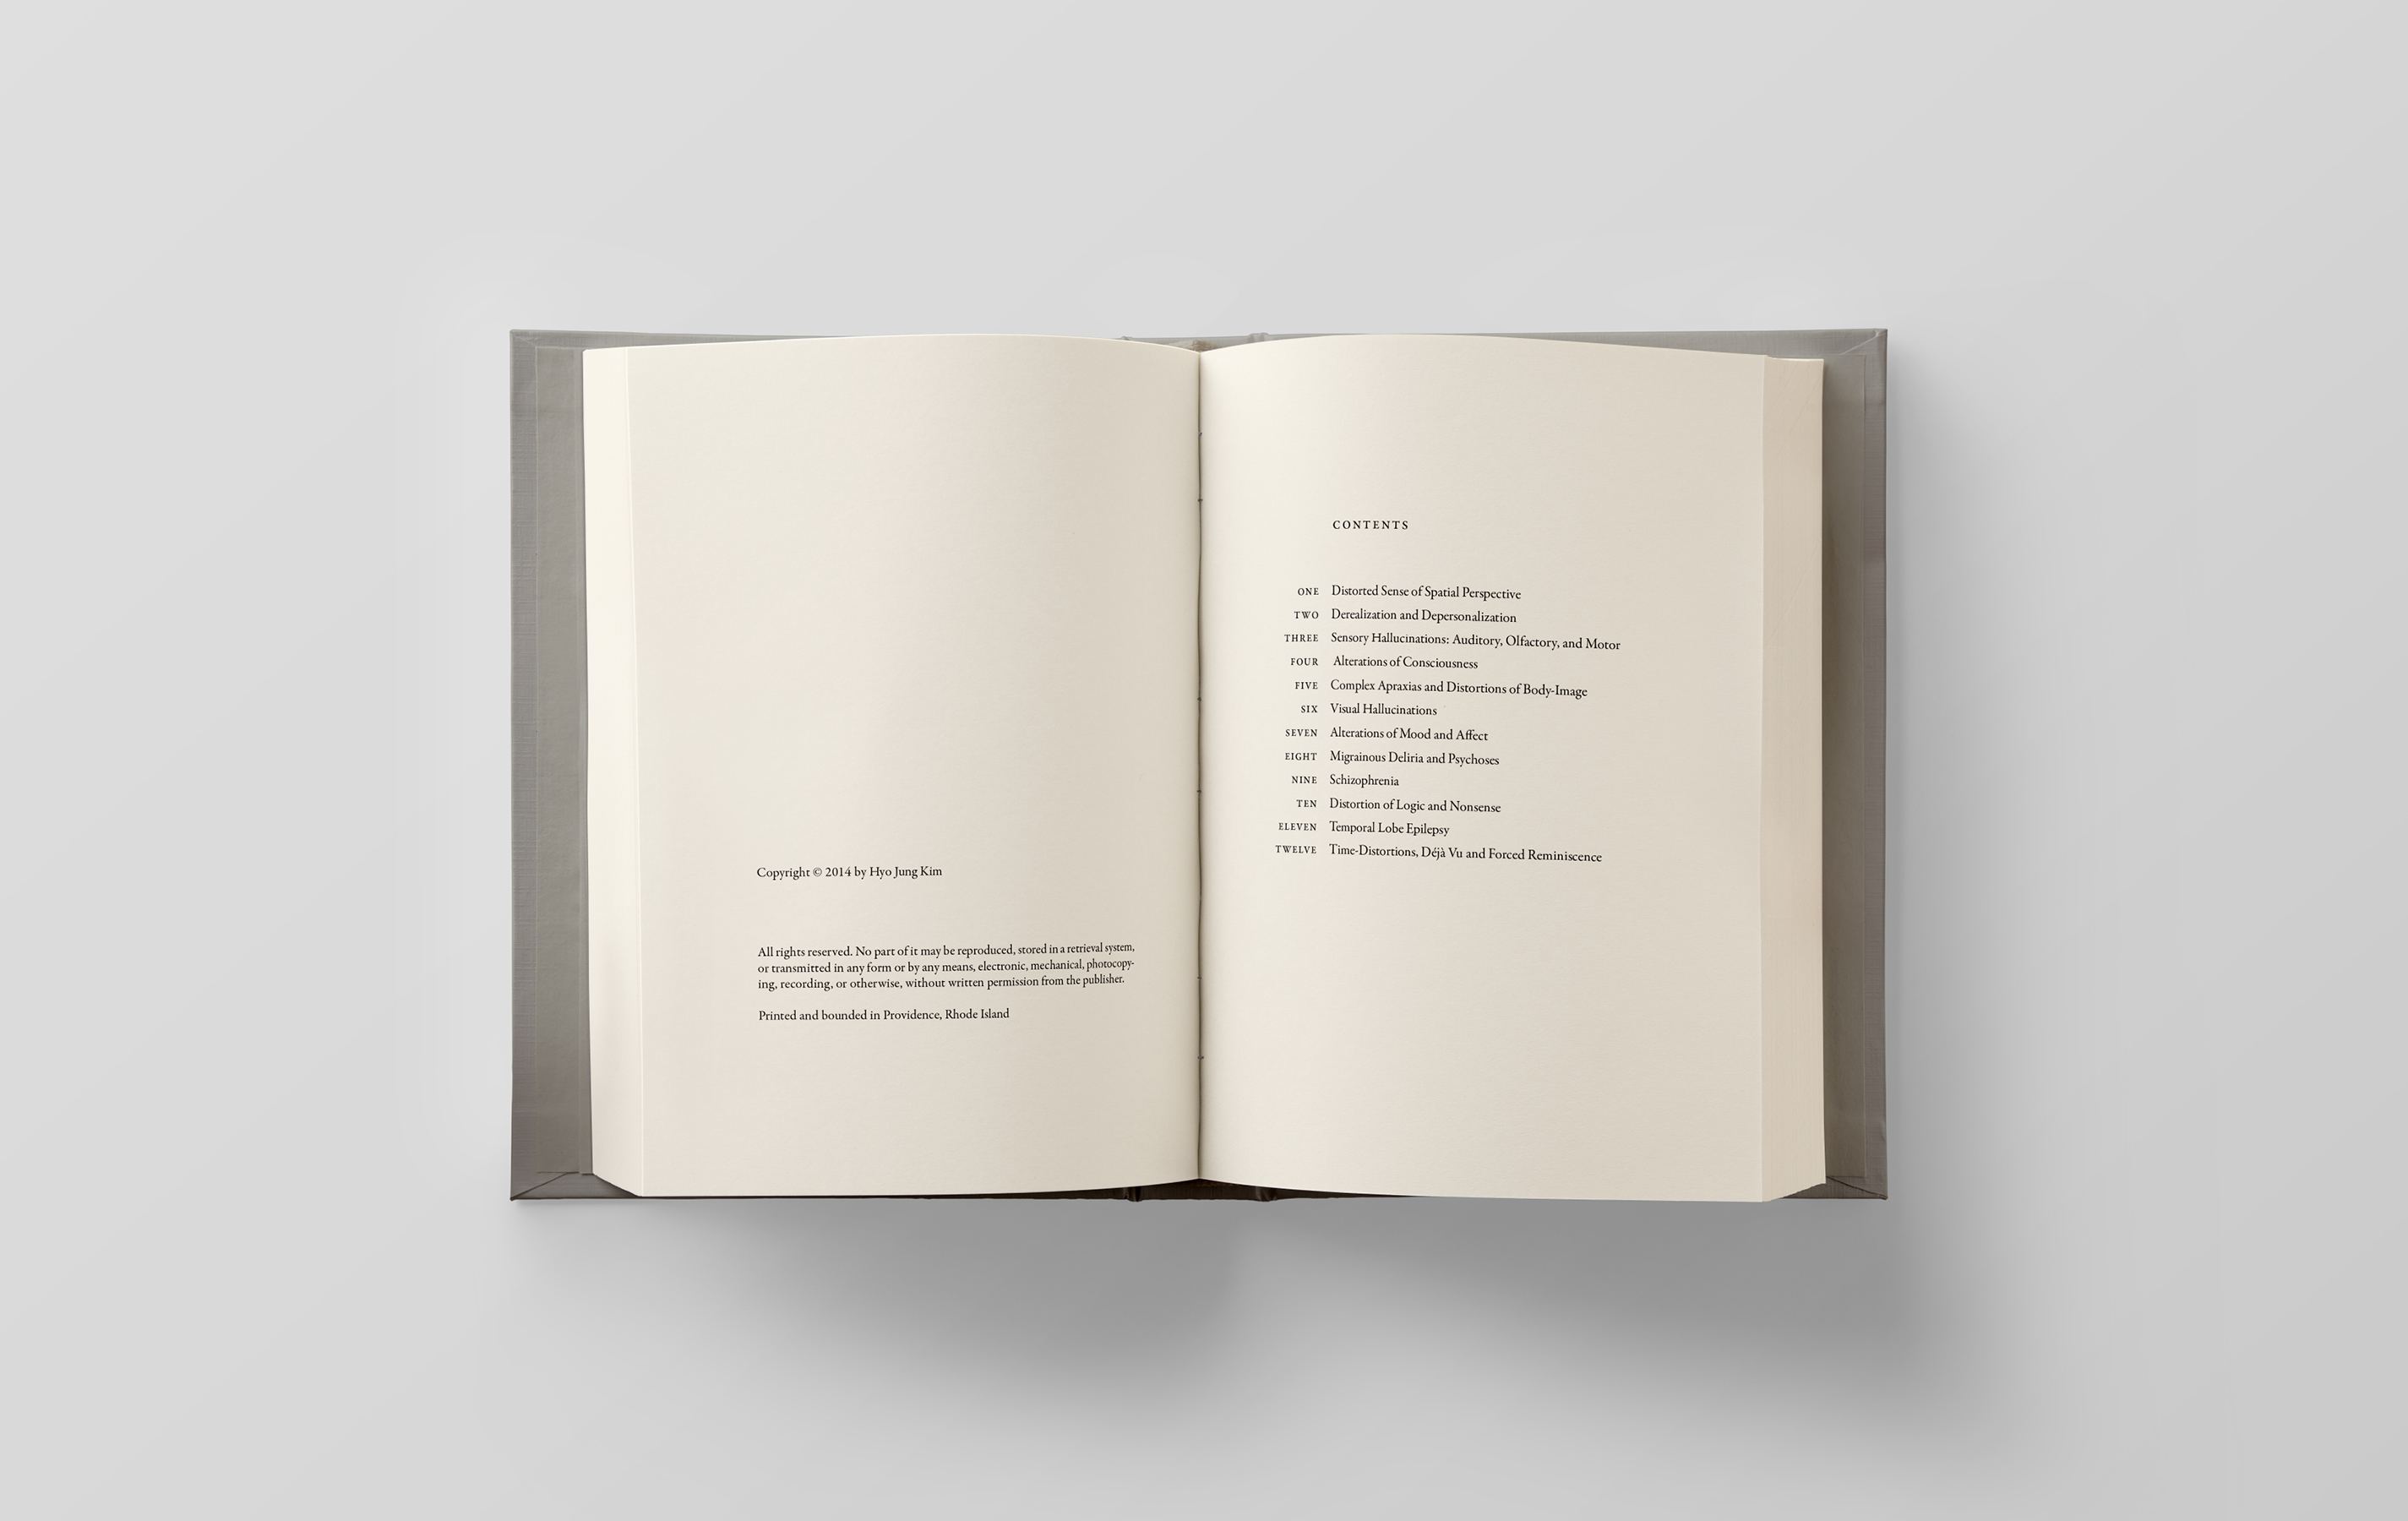 Copyright © 2014 by Hyo Jung Kim
All rights reserved. No part of it may be reproduced, stored in a retrieval system,
or transmitted in any form or by any means, electronic, mechanical, photocopy-
ing, recording, or otherwise, without written permission from the publisher.
Printed and bounded in Providence, Rhode Island
CONTENTS
ONE Distorted Sense of Spatial Perspective
TWO Derealization and Depersonalization
THREE Sensory Hallucinations: Auditory, Olfactory, and Motor
FOUR Alterations of Consciousness
FIVE Complex Apraxias and Distortions of Body-Image
SIX Visual Hallucinations
SEVEN Alterations of Mood and Affect
EIGHT Migrainous Deliria and Psychoses
NINE Schizophrenia
TEN Distortion of Logic and Nonsense
ELEVEN Temporal Lobe Epilepsy
TWELVE Time-Distortions, Déjà Vu and Forced Reminiscence